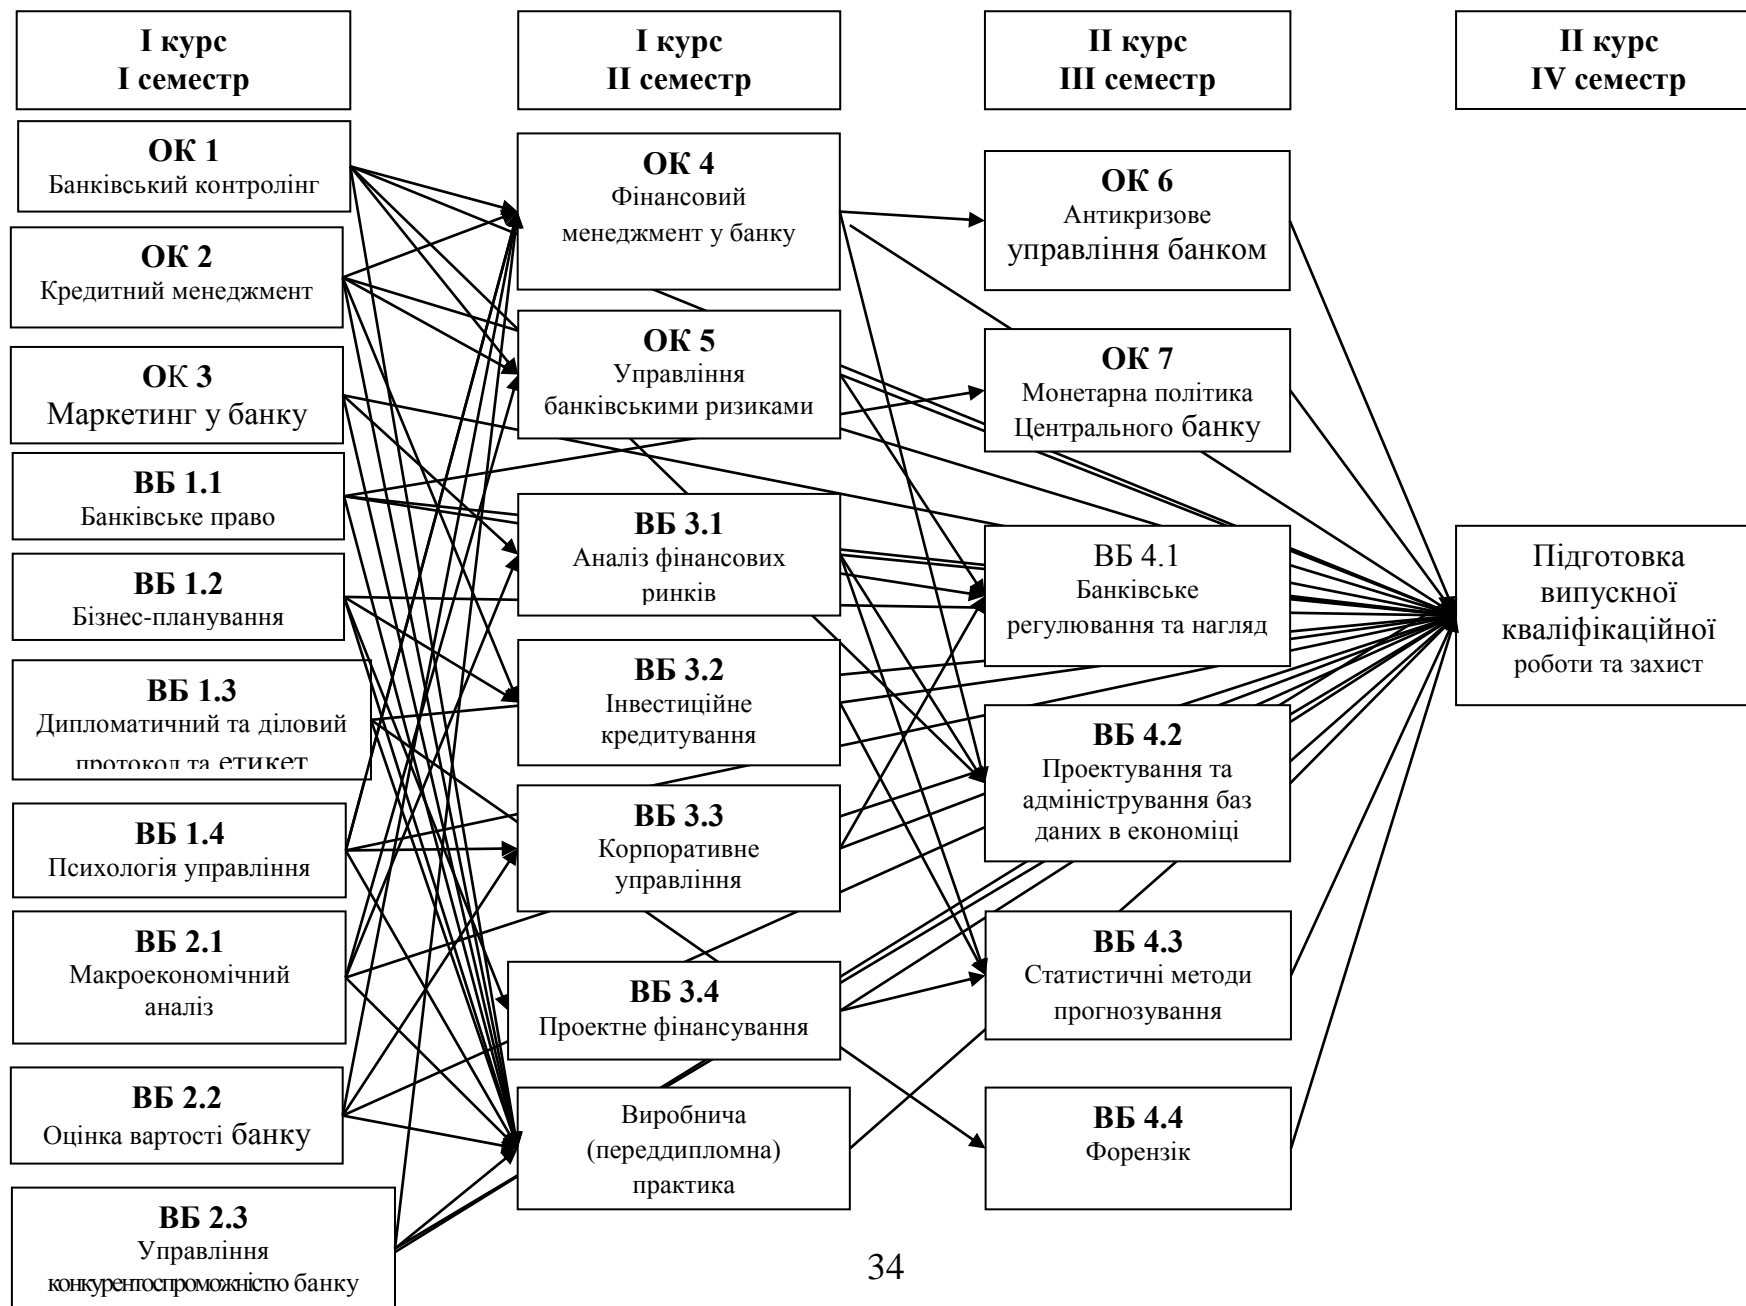 I курс
I семестр
I курс
II семестр
II курс
III семестр
II курс
IV семестр
ОК 1
Банківський контролінг
ОК 2
Кредитний менеджмент
ОК 3
Маркетинг у банку
ВБ 1.1
Банківське право
ВБ 1.2
Бізнес-планування
ВБ 1.3
Дипломатичний та діловий
протокол та етикет
ВБ 1.4
Психологія управління
ВБ 2.1
Макроекономічний
аналіз
ВБ 2.2
Оцінка вартості банку
ВБ 2.3
Управління
конкурентоспроможністю банку
ОК 4
Фінансовий
менеджмент у банку
ОК 5
Управління
банківськими ризиками
ВБ 3.1
Аналіз фінансових
ринків
ВБ 3.2
Інвестиційне
кредитування
ВБ 3.3
Корпоративне
управління
ВБ 3.4
Проектне фінансування
Виробнича
(переддипломна)
практика
ОК 6
Антикризове
управління банком
ОК 7
Монетарна політика
Центрального банку
ВБ 4.1
Банківське
регулювання та нагляд
ВБ 4.2
Проектування та
адміністрування баз
даних в економіці
ВБ 4.3
Статистичні методи
прогнозування
ВБ 4.4
Форензік
Підготовка
випускної
кваліфікаційної
роботи та захист
34